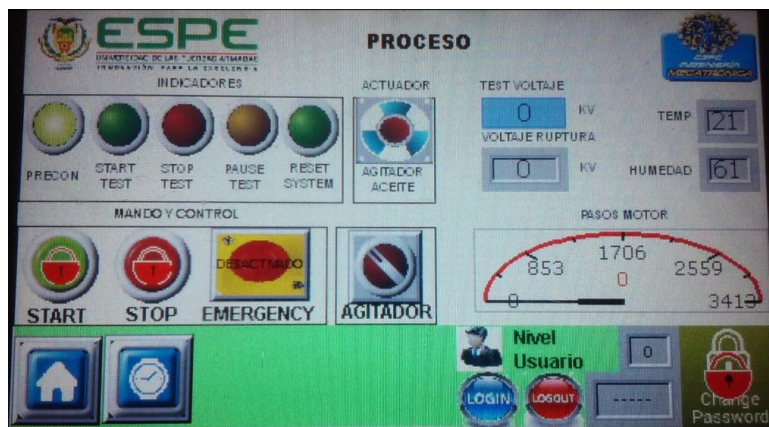 ESPE
UNIVERSIDAD DE LAS FUERZAS ARMADAS
INNOVACIÓN PARA LA EXCELENCIA
PROCESO
ESPE
INGENIERÍA
MECATRÓNICA
INDICADORES
ACTUADOR
TEST VOLTAJE
0 KV
TEMP 21
VOLTAJE RUPTURA
0 KV
HUMEDAD 61
PRECON
START TEST
STOP TEST
PAUSE TEST
RESET SYSTEM
AGITADOR ACEITE
MANDO Y CONTROL
PASOS MOTOR
DESACTIVADO
0
853
1706
2559
3413
0
START
STOP
EMERGENCY
AGITADOR
Nivel
Usuario
0
LOGIN
LOGOUT
-----
Change
Password